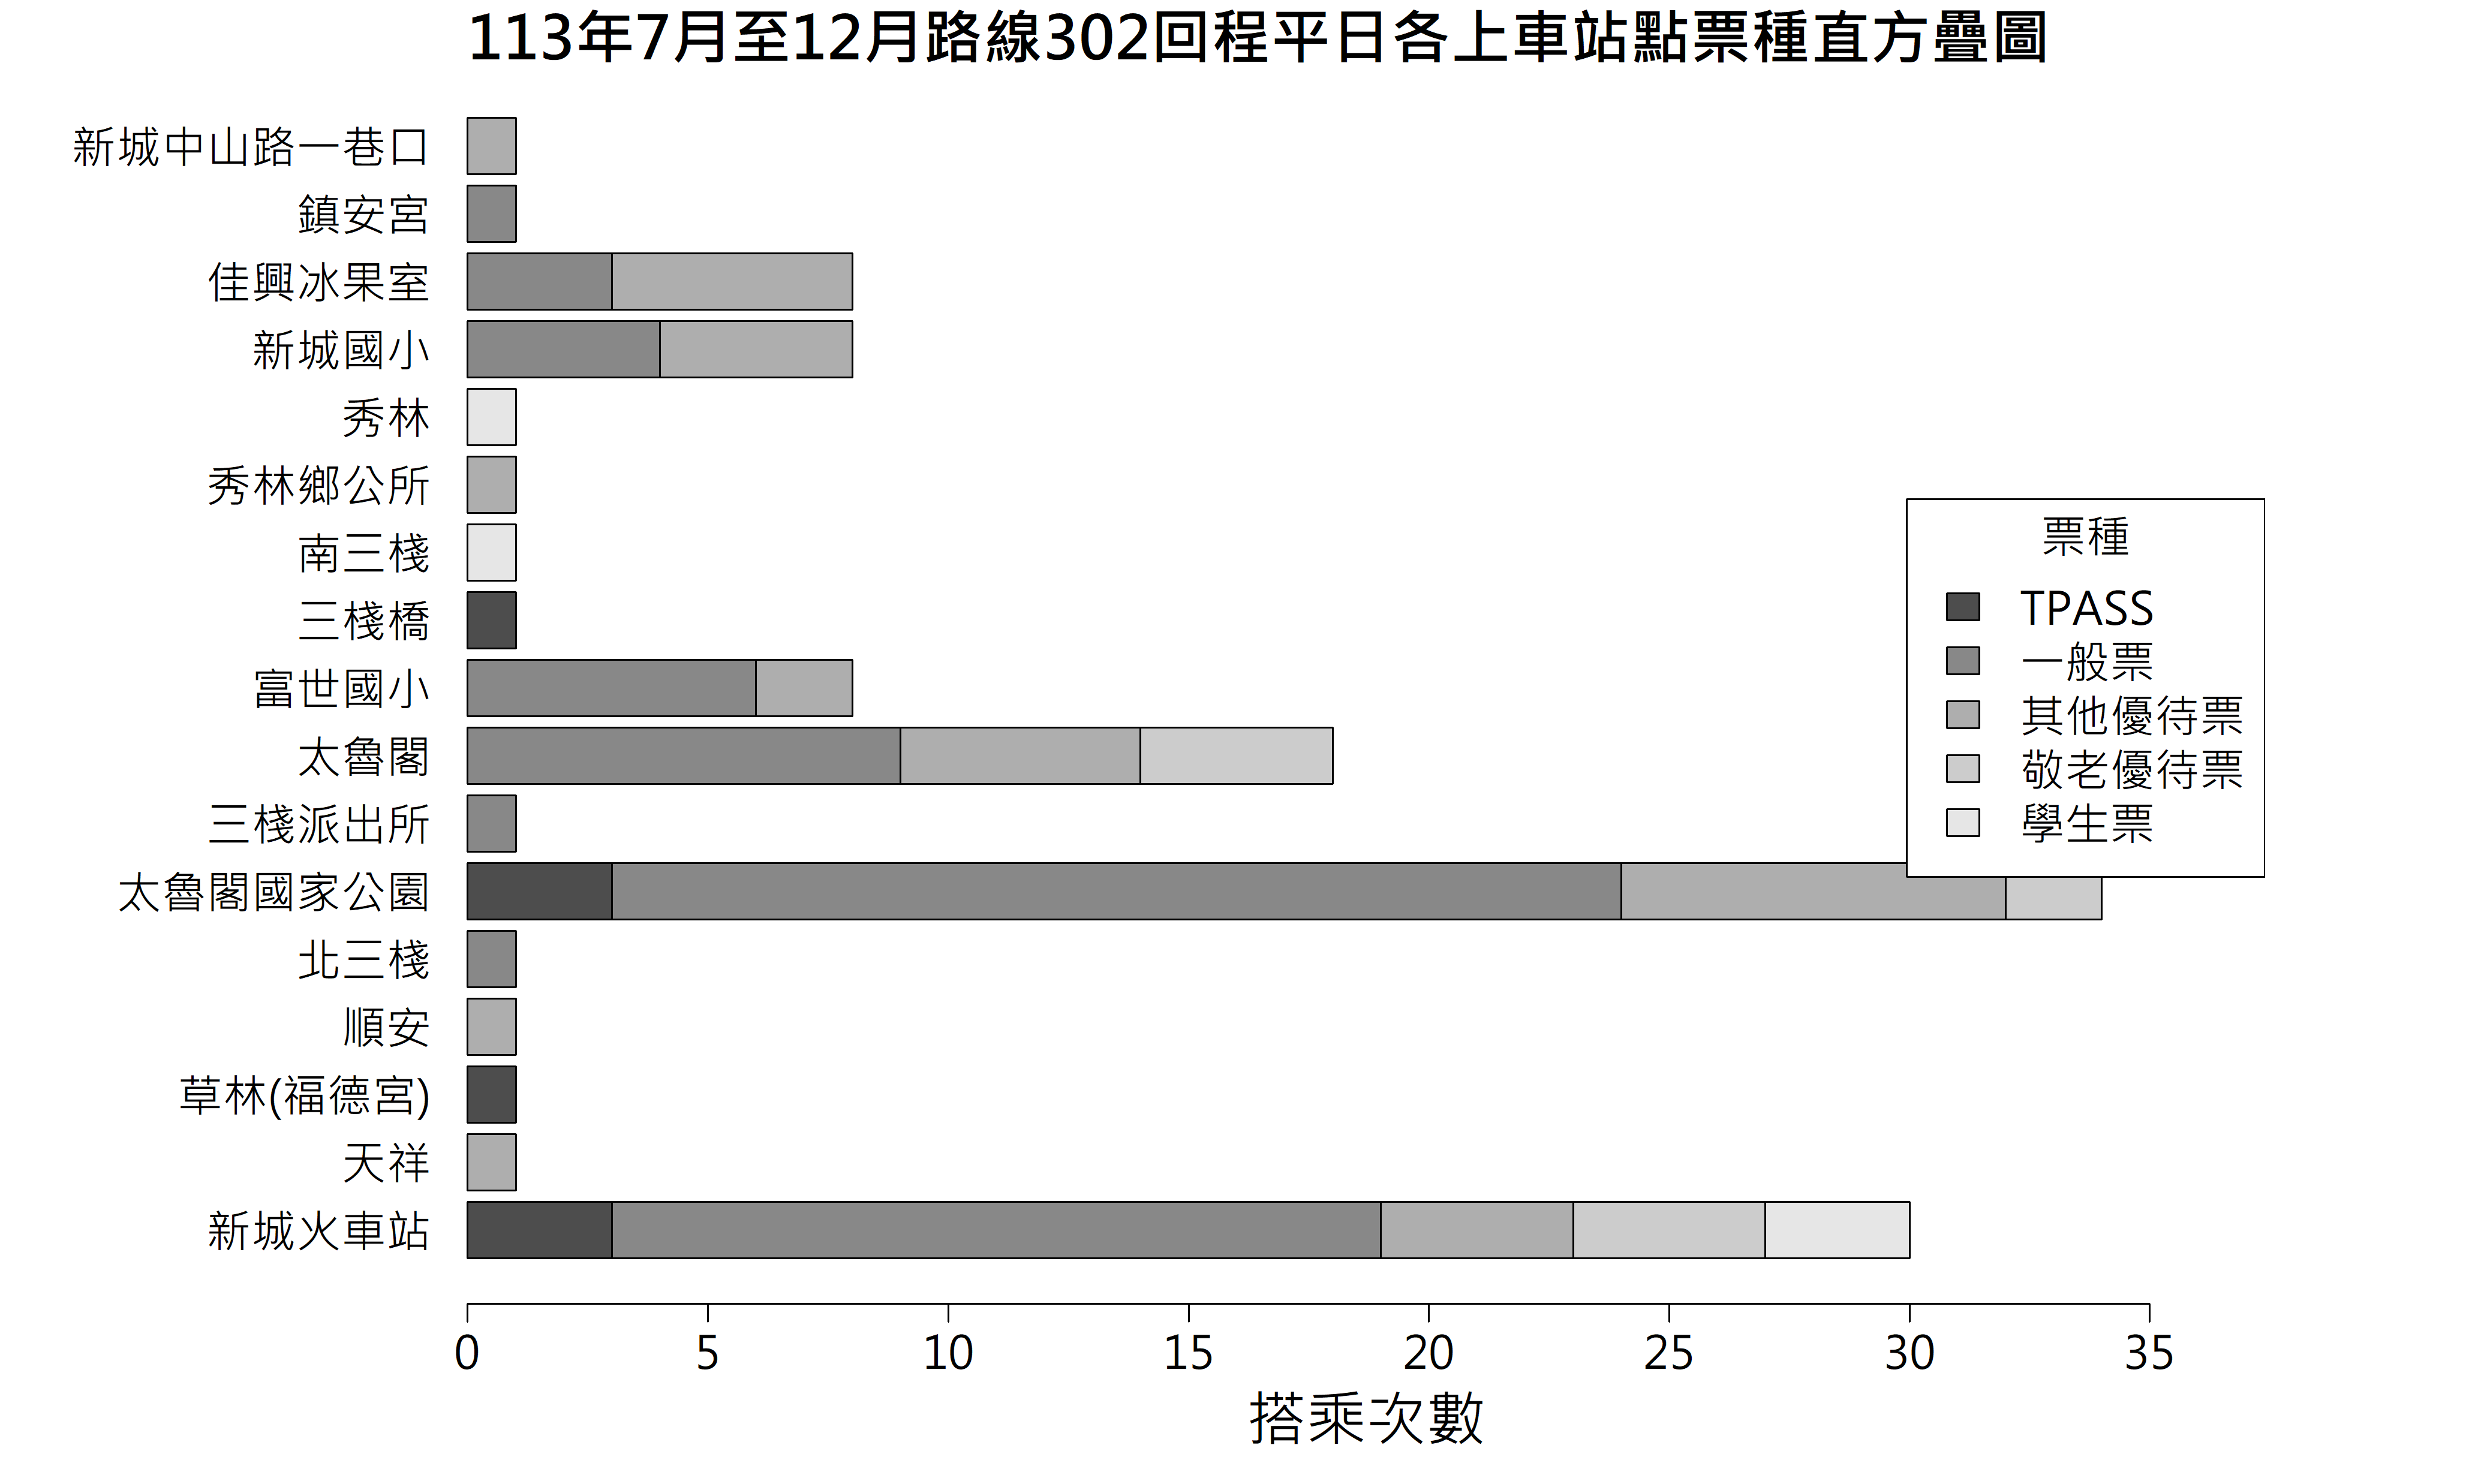 113年7月至12月路線302回程平日各上車站點票種直方疊圖
新城中山路一巷口
鎮安宮
佳興冰果室
新城國小
秀林
秀林鄉公所
南三棧
三棧橋
富世國小
太魯閣
三棧派出所
太魯閣國家公園
北三棧
順安
草林(福德宮)
天祥
新城火車站
票種
TPASS
一般票
其他優待票
敬老優待票
學生票
0 5 10 15 20 25 30 35
搭乘次數